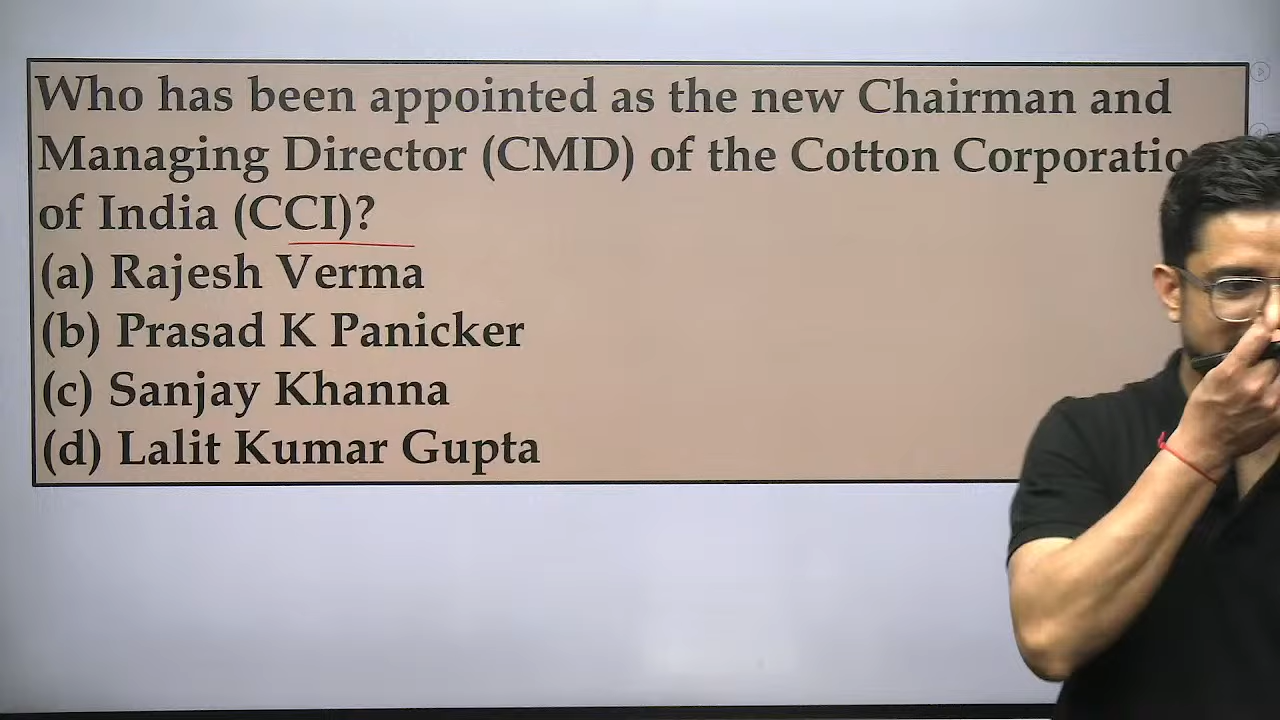 Who has been appointed as the new Chairman and
Managing Director (CMD) of the Cotton
of India (CCI)?
(a) Rajesh Verma
(b) Prasad K Panicker
(c) Sanjay Khanna
(d) Lalit Kumar Gupta